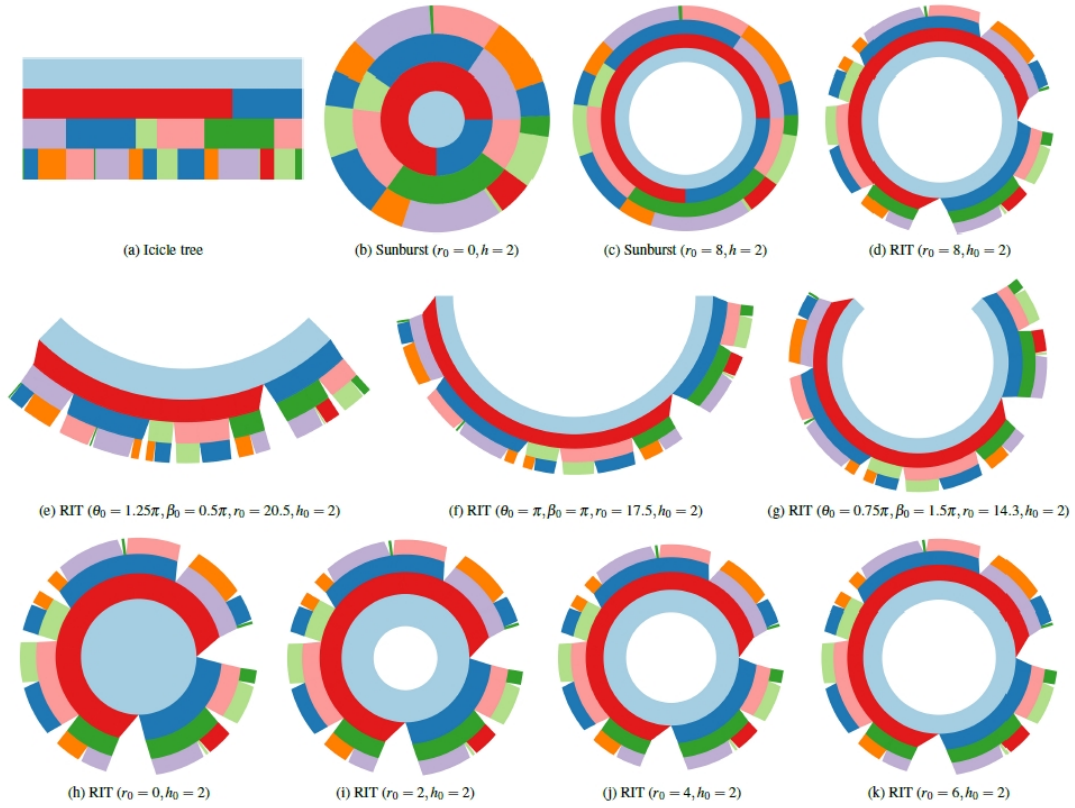 (a) Icicle tree
(b) Sunburst (r₀ = 0, h = 2)
(c) Sunburst (r₀ = 8, h = 2)
(d) RIT (r₀ = 8, h₀ = 2)
(e) RIT (θ₀ = 1.25π, β₀ = 0.5π, r₀ = 20.5, h₀ = 2)
(f) RIT (θ₀ = π, β₀ = π, r₀ = 17.5, h₀ = 2)
(g) RIT (θ₀ = 0.75π, β₀ = 1.5π, r₀ = 14.3, h₀ = 2)
(h) RIT (r₀ = 0, h₀ = 2)
(i) RIT (r₀ = 2, h₀ = 2)
(j) RIT (r₀ = 4, h₀ = 2)
(k) RIT (r₀ = 6, h₀ = 2)